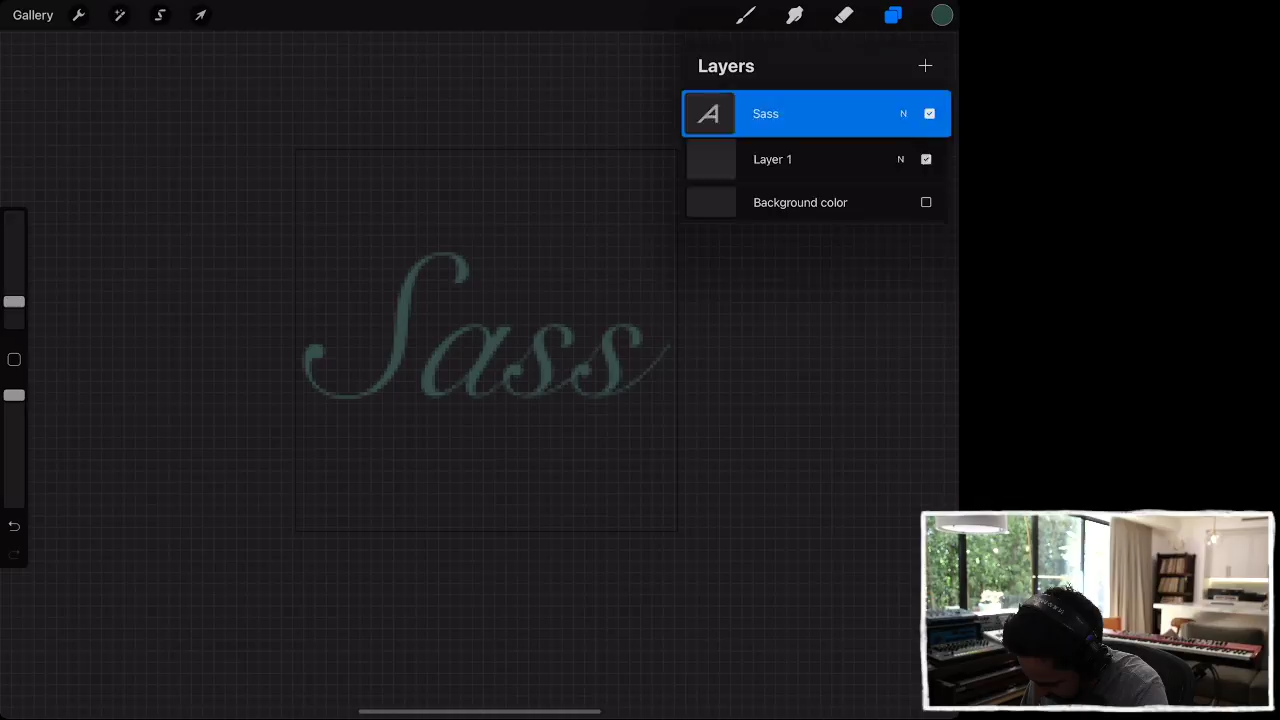 Gallery
Layers
Sass N
Layer 1 N
Background color
Sass